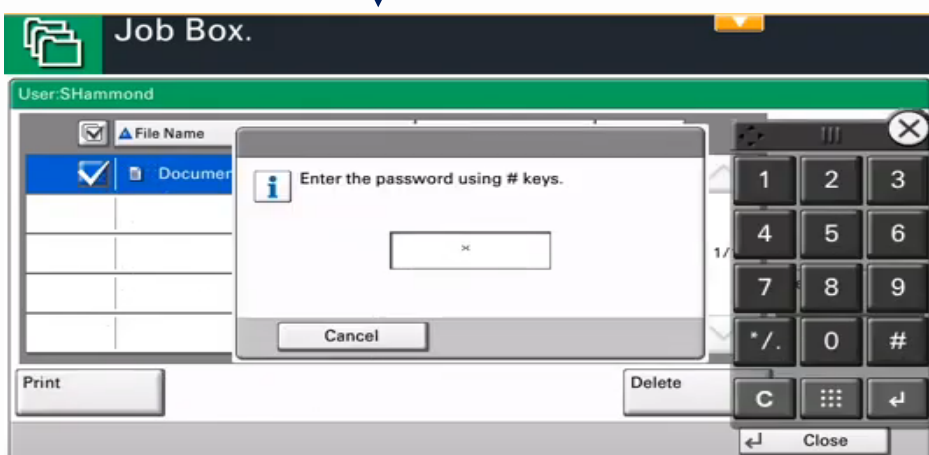 Job Box.
User:SHammond
File Name
Documen
Enter the password using # keys.
*
1/
Cancel
Print
Delete
1 2 3
4 5 6
7 8 9
*/. 0 #
C
Close